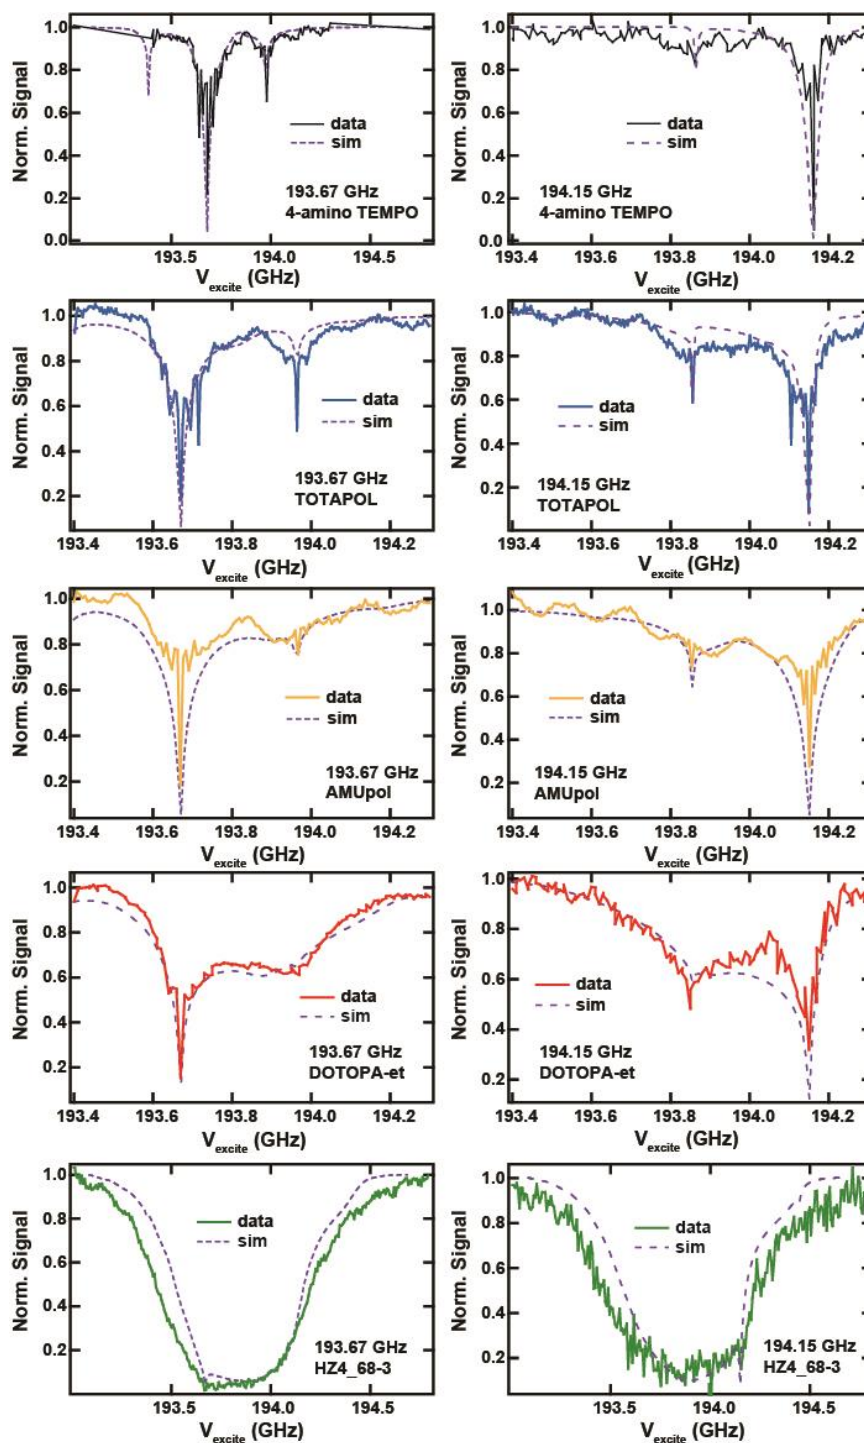 Norm. Signal
1.0
0.8
0.6
0.4
0.2
0.0
data
sim
193.67 GHz
4-amino TEMPO
193.5 194.0 194.5
Vexcite (GHz)
Norm. Signal
1.0
0.8
0.6
0.4
0.2
0.0
data
sim
194.15 GHz
4-amino TEMPO
193.4 193.6 193.8 194.0 194.2
Vexcite (GHz)
Norm. Signal
1.0
0.8
0.6
0.4
0.2
data
sim
193.67 GHz
TOTAPOL
193.4 193.6 193.8 194.0 194.2
Vexcite (GHz)
Norm. Signal
1.0
0.8
0.6
0.4
0.2
data
sim
194.15 GHz
TOTAPOL
193.4 193.6 193.8 194.0 194.2
Vexcite (GHz)
Norm. Signal
1.0
0.8
0.6
0.4
0.2
data
sim
193.67 GHz
AMUpol
193.4 193.6 193.8 194.0 194.2
Vexcite (GHz)
Norm. Signal
1.0
0.8
0.6
0.4
0.2
data
sim
194.15 GHz
AMUpol
193.4 193.6 193.8 194.0 194.2
Vexcite (GHz)
Norm. Signal
1.0
0.8
0.6
0.4
0.2
data
sim
193.67 GHz
DOTOPA-et
193.4 193.6 193.8 194.0 194.2
Vexcite (GHz)
Norm. Signal
1.0
0.8
0.6
0.4
0.2
data
sim
194.15 GHz
DOTOPA-et
193.4 193.6 193.8 194.0 194.2
Vexcite (GHz)
Norm. Signal
1.0
0.8
0.6
0.4
0.2
data
sim
193.67 GHz
HZ4_68-3
193.5 194.0 194.5
Vexcite (GHz)
Norm. Signal
1.0
0.8
0.6
0.4
0.2
data
sim
194.15 GHz
HZ4_68-3
193.5 194.0 194.5
Vexcite (GHz)